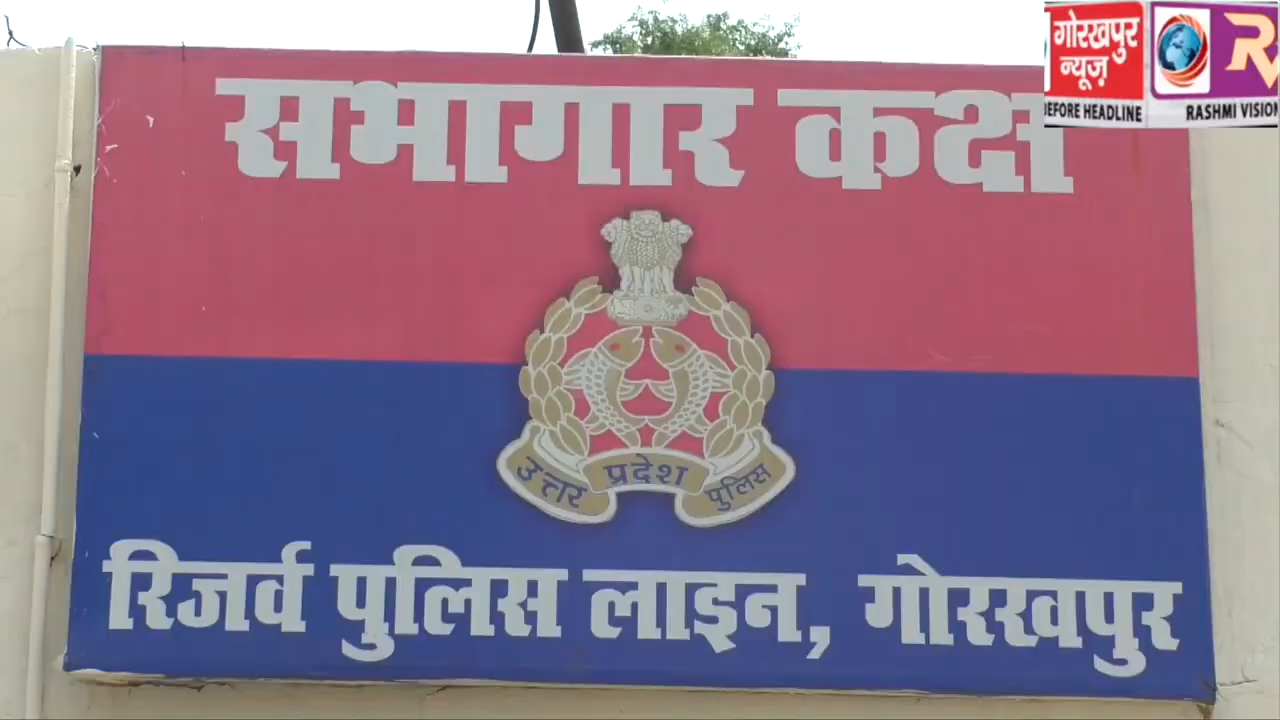 सभागार कक्ष
गोरखपुर
न्यूज़
BEFORE HEADLINE
RASHMI VISION
उत्तर प्रदेश पुलिस
रिजर्व पुलिस लाइन, गोरखपुर